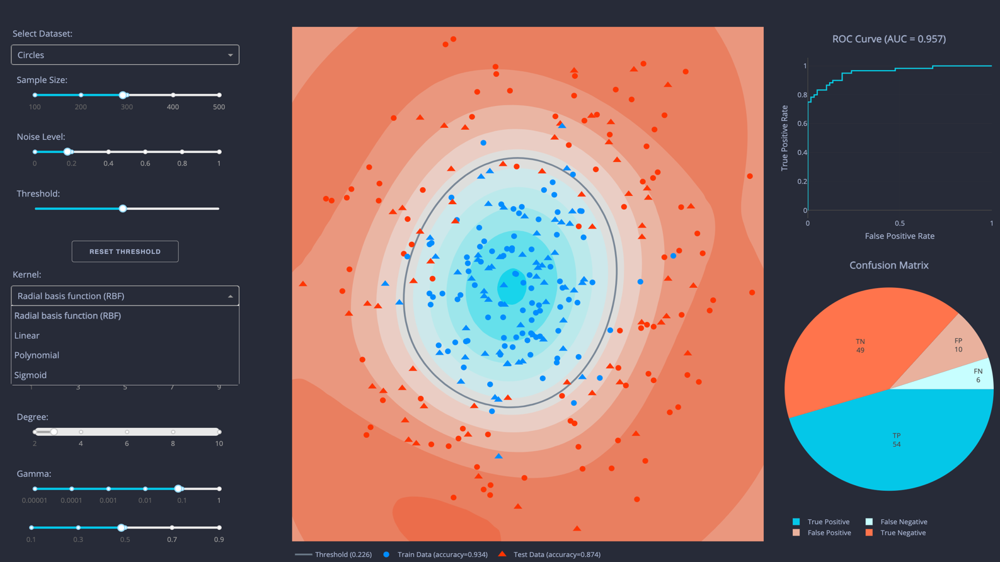 Select Dataset:
Circles
Sample Size:
100 200 300 400 500
Noise Level:
0 0.2 0.4 0.6 0.8 1
Threshold:
RESET THRESHOLD
Kernel:
Radial basis function (RBF)
Radial basis function (RBF)
Linear
Polynomial
Sigmoid
1 3 5 7 9
Degree:
2 4 6 8 10
Gamma:
0.00001 0.0001 0.001 0.01 0.1 1
0.1 0.3 0.5 0.7 0.9
Threshold (0.226) Train Data (accuracy=0.934) Test Data (accuracy=0.874)
ROC Curve (AUC = 0.957)
True Positive Rate
1
0.8
0.6
0.4
0.2
0
0 0.5 1
False Positive Rate
Confusion Matrix
TN
49
FP
10
FN
6
TP
54
True Positive False Negative
False Positive True Negative